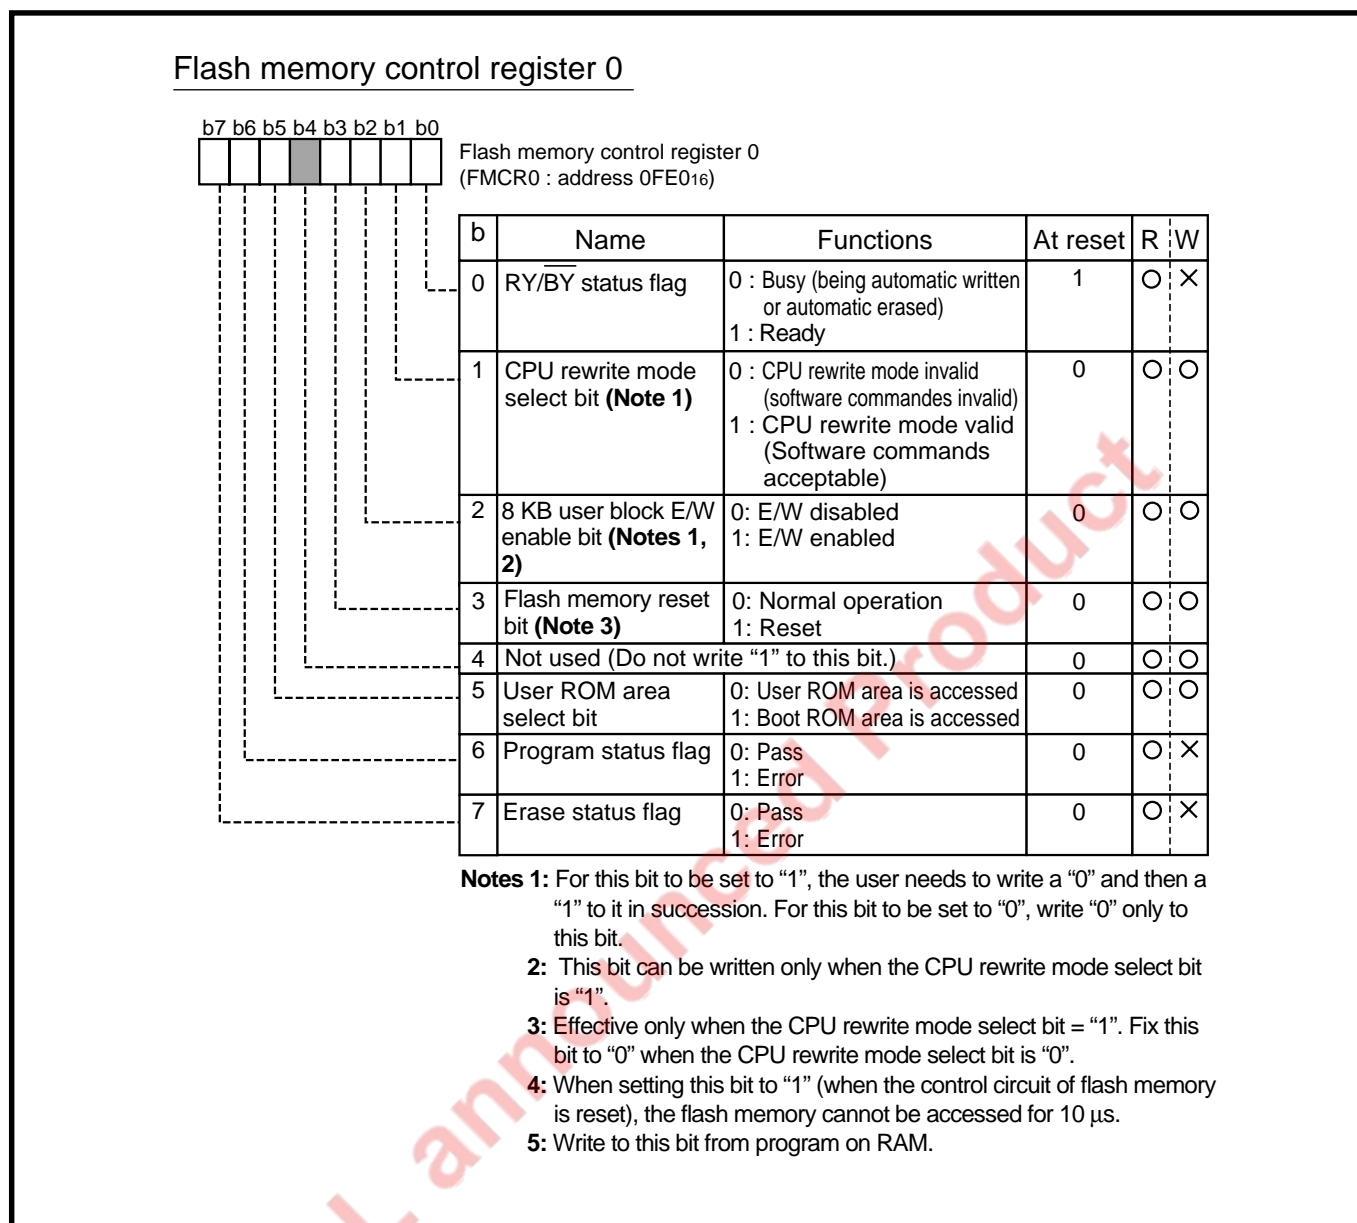 Flash memory control register 0
b7 b6 b5 b4 b3 b2 b1 b0
Flash memory control register 0
(FMCR0 : address 0FE016)
b Name Functions At reset R W
0 RY/BY status flag 0 : Busy (being automatic written 1 O ×
or automatic erased)
1 : Ready
1 CPU rewrite mode 0 : CPU rewrite mode invalid 0 O O
select bit (Note 1) (software commandes invalid)
1 : CPU rewrite mode valid
(Software commands
acceptable)
2 8 KB user block E/W 0: E/W disabled 0 O O
enable bit (Notes 1, 1: E/W enabled
2)
3 Flash memory reset 0: Normal operation 0 O O
bit (Note 3) 1: Reset
4 Not used (Do not write “1” to this bit.) 0 O O
5 User ROM area 0: User ROM area is accessed 0 O O
select bit 1: Boot ROM area is accessed
6 Program status flag 0: Pass 0 O ×
1: Error
7 Erase status flag 0: Pass 0 O ×
1: Error
Notes 1: For this bit to be set to “1”, the user needs to write a “0” and then a
“1” to it in succession. For this bit to be set to “0”, write “0” only to
this bit.
2: This bit can be written only when the CPU rewrite mode select bit
is “1”.
3: Effective only when the CPU rewrite mode select bit = “1”. Fix this
bit to “0” when the CPU rewrite mode select bit is “0”.
4: When setting this bit to “1” (when the control circuit of flash memory
is reset), the flash memory cannot be accessed for 10 µs.
5: Write to this bit from program on RAM.
announced Product